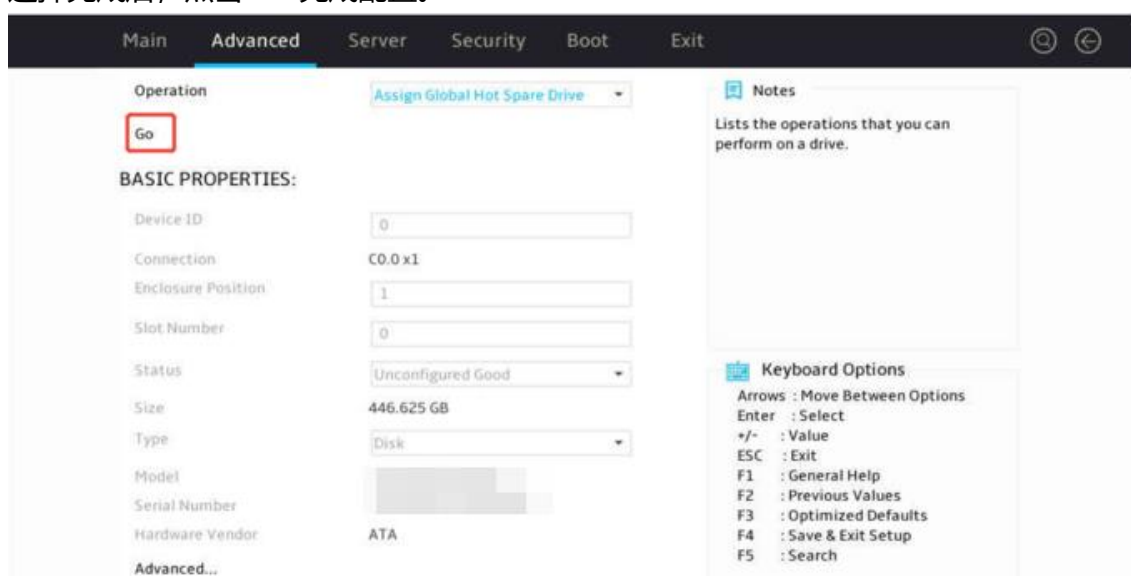 Main Advanced Server Security Boot Exit
Operation Assign Global Hot Spare Drive
Go
BASIC PROPERTIES:
Device ID 0
Connection C0.0 x1
Enclosure Position 1
Slot Number 0
Status Unconfigured Good
Size 446.625 GB
Type Disk
Model
Serial Number
Hardware Vendor ATA
Advanced...
Notes
Lists the operations that you can
perform on a drive.
Keyboard Options
Arrows : Move Between Options
Enter : Select
+/- : Value
ESC : Exit
F1 : General Help
F2 : Previous Values
F3 : Optimized Defaults
F4 : Save & Exit Setup
F5 : Search